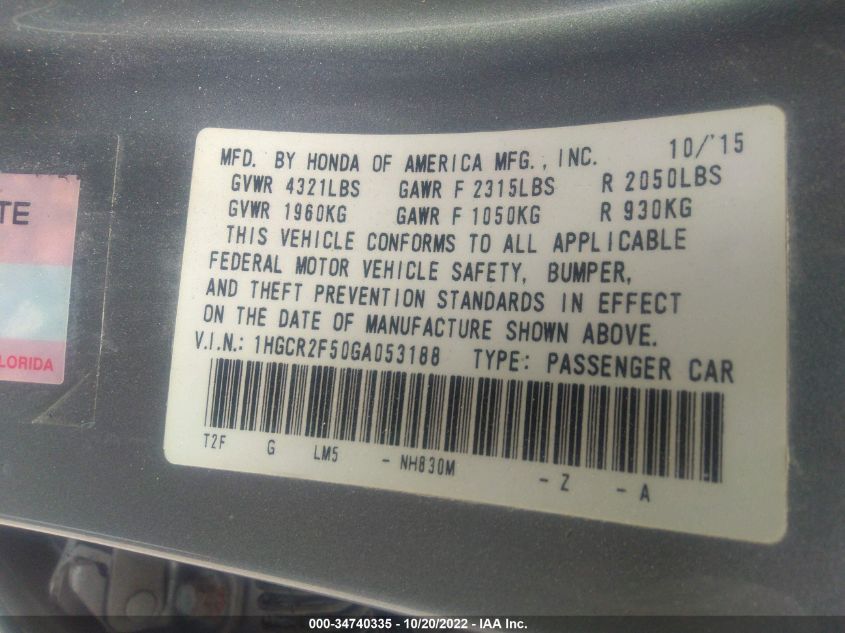 MFD. BY HONDA OF AMERICA MFG., INC. 10/'15
GVWR 4321LBS GAWR F 2315LBS R 2050LBS
GVWR 1960KG GAWR F 1050KG R 930KG
THIS VEHICLE CONFORMS TO ALL APPLICABLE
FEDERAL MOTOR VEHICLE SAFETY, BUMPER,
AND THEFT PREVENTION STANDARDS IN EFFECT
ON THE DATE OF MANUFACTURE SHOWN ABOVE.
V.I.N.: 1HGCR2F50GA053188 TYPE: PASSENGER CAR
T2F G LM5 - NH830M - Z - A
TE
LORIDA
000-34740335 - 10/20/2022 - IAA Inc.